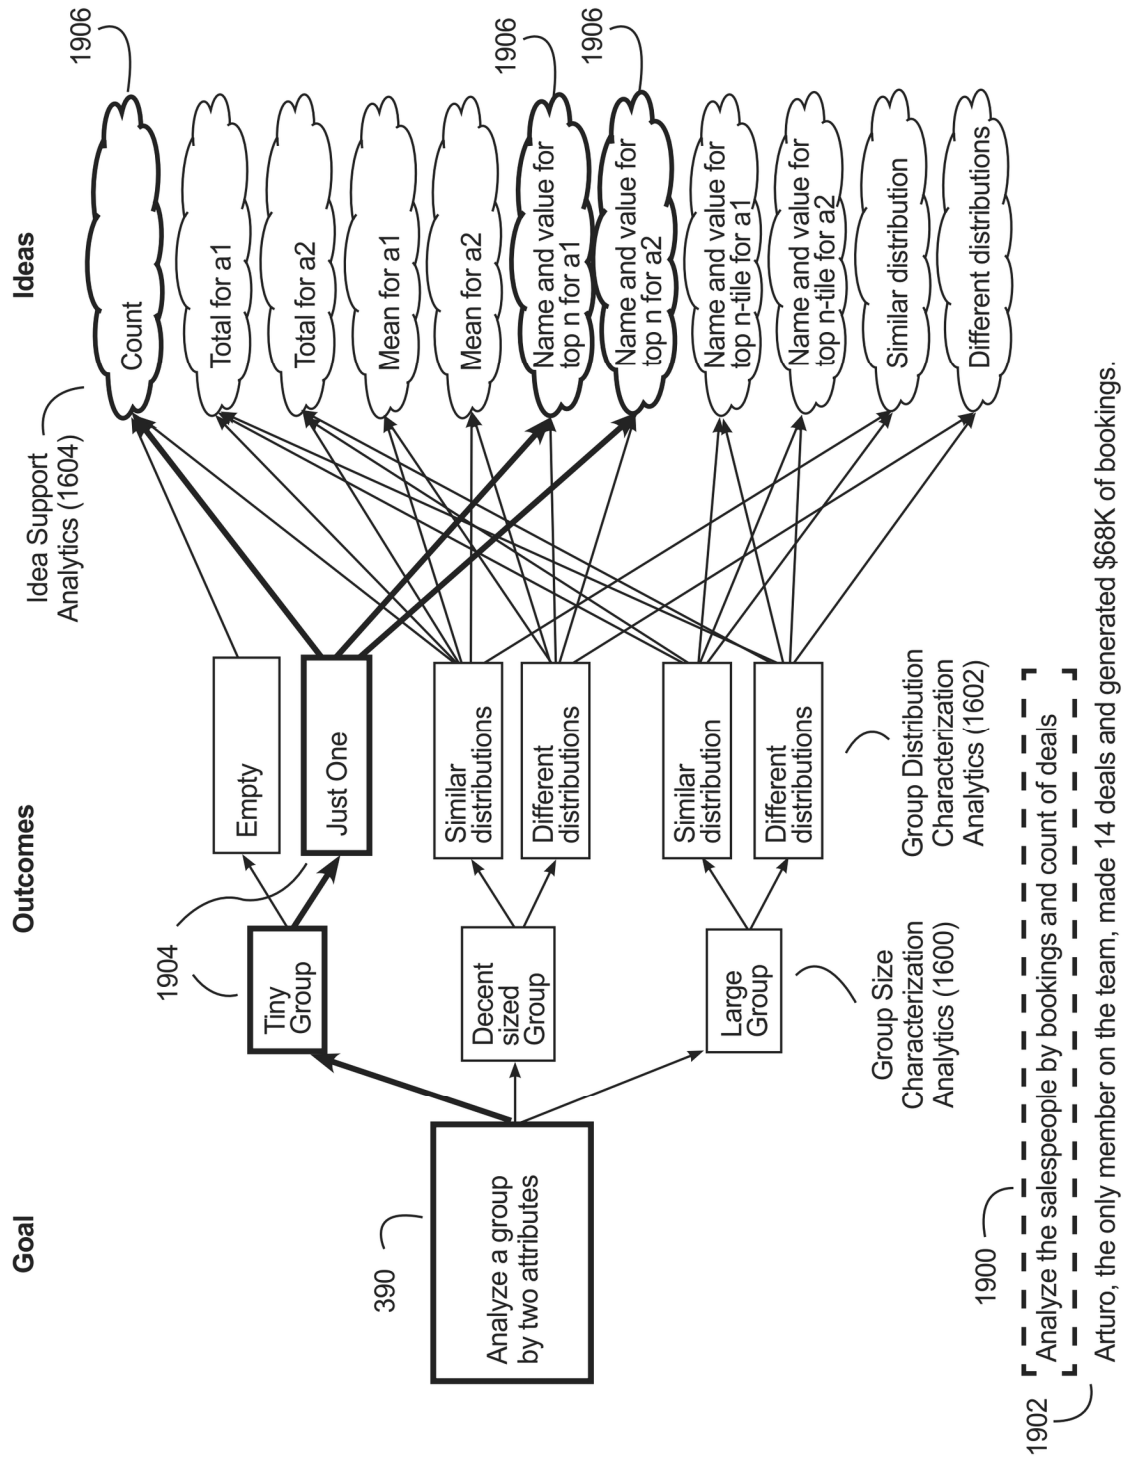 Goal
Outcomes
Ideas
390
Analyze a group
by two attributes
Tiny
Group
Decent
sized
Group
Large
Group
1904
Empty
Just One
Similar
distributions
Different
distributions
Similar
distribution
Different
distributions
Group Size
Characterization
Analytics (1600)
Group Distribution
Characterization
Analytics (1602)
Idea Support
Analytics (1604)
Count
Total for a1
Total for a2
Mean for a1
Mean for a2
Name and value for
top n for a1
Name and value for
top n for a2
Name and value for
top n-tile for a1
Name and value for
top n-tile for a2
Similar distribution
Different distributions
1906
1906
1906
1900
Analyze the salespeople by bookings and count of deals
1902
Arturo, the only member on the team, made 14 deals and generated $68K of bookings.